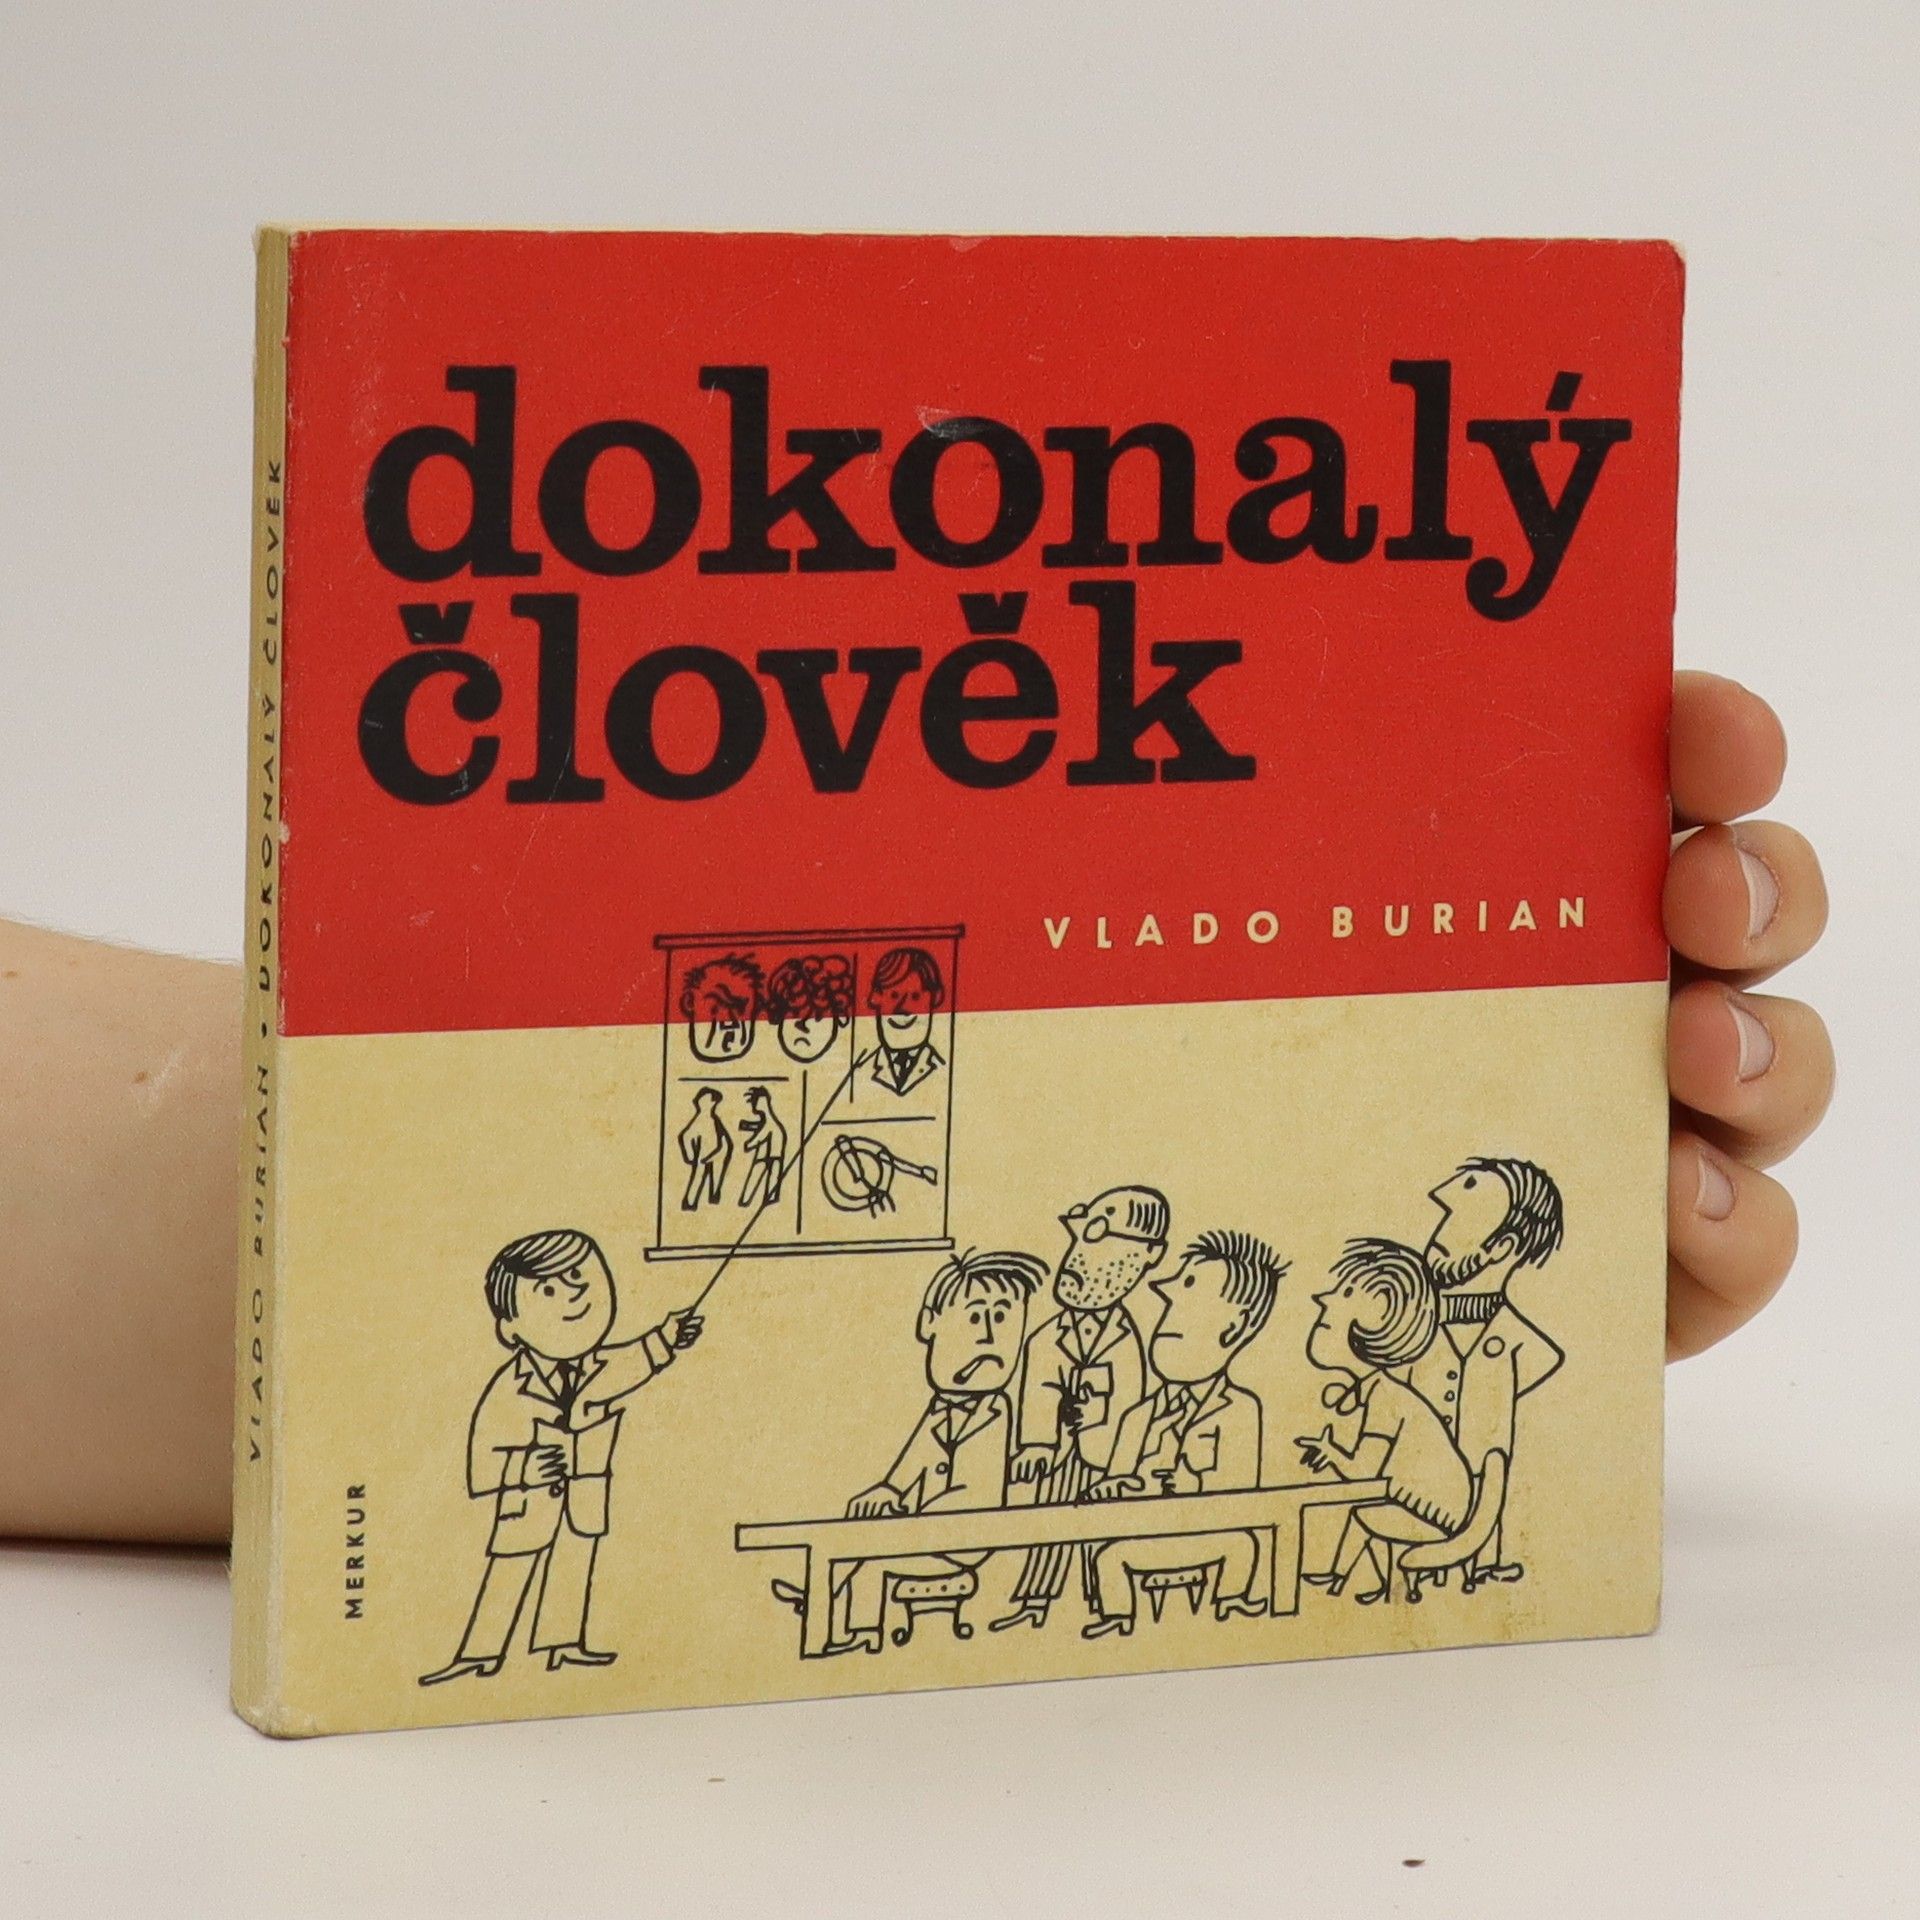 dokonalý
člověk
VLADO BURIAN
MERKUR
VLADO BURIAN • DOKONALÝ ČLOVĚK